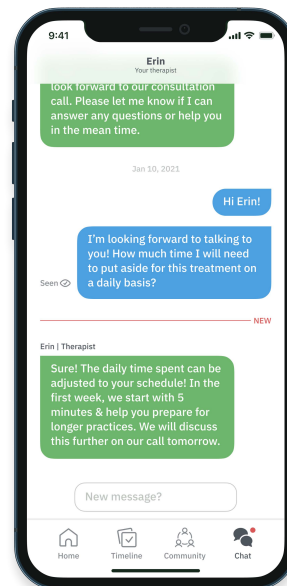 9:41
Erin
Your therapist
look forward to our consultation
call. Please let me know if I can
answer any questions or help you
in the mean time.
Jan 10, 2021
Hi Erin!
I'm looking forward to talking to
you! How much time I will need
to put aside for this treatment on
a daily basis?
Seen
NEW
Erin | Therapist
Sure! The daily time spent can be
adjusted to your schedule! In the
first week, we start with 5
minutes & help you prepare for
longer practices. We will discuss
this further on our call tomorrow.
New message?
Home Timeline Community Chat